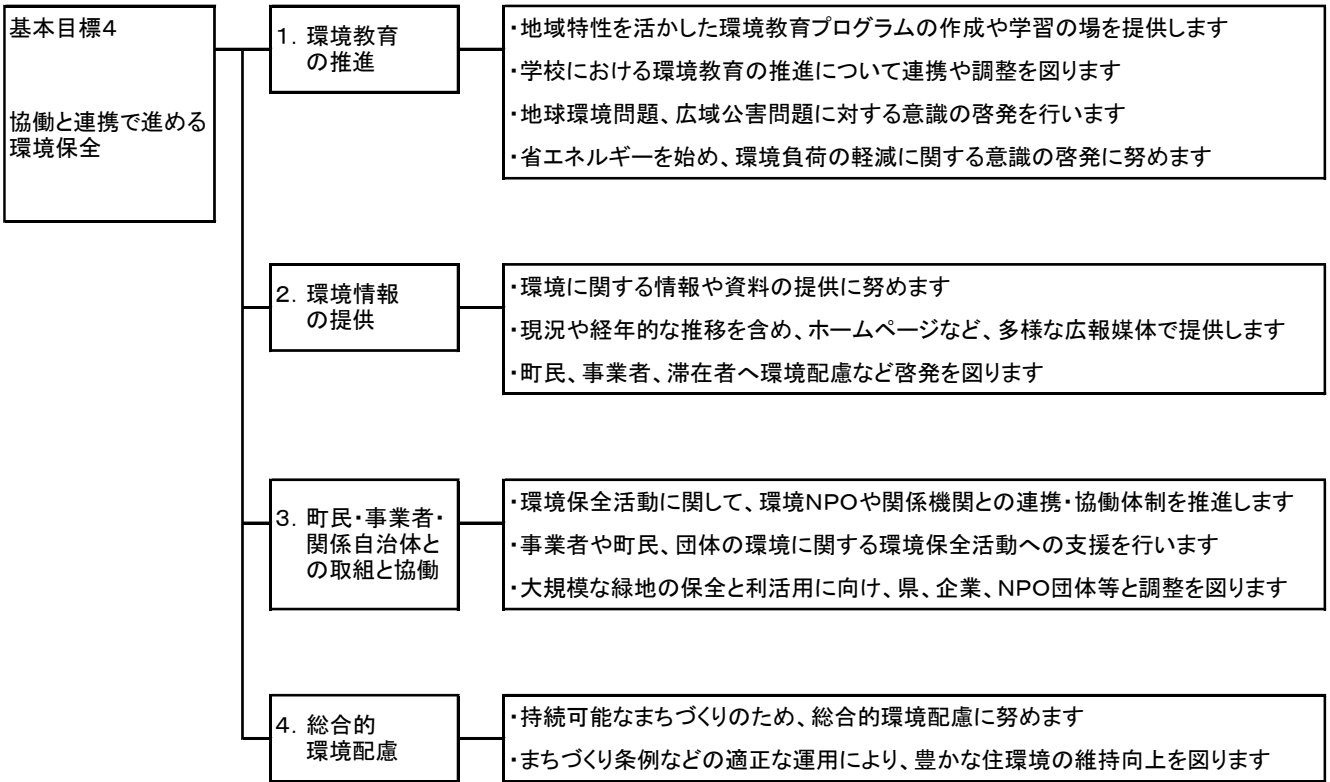 基本目標4
協働と連携で進める
環境保全
1．環境教育
の推進
・地域特性を活かした環境教育プログラムの作成や学習の場を提供します
・学校における環境教育の推進について連携や調整を図ります
・地球環境問題、広域公害問題に対する意識の啓発を行います
・省エネルギーを始め、環境負荷の軽減に関する意識の啓発に努めます
2．環境情報
の提供
・環境に関する情報や資料の提供に努めます
・現況や経年的な推移を含め、ホームページなど、多様な広報媒体で提供します
・町民、事業者、滞在者へ環境配慮など啓発を図ります
3．町民・事業者・
関係自治体と
の取組と協働
・環境保全活動に関して、環境NPOや関係機関との連携・協働体制を推進します
・事業者や町民、団体の環境に関する環境保全活動への支援を行います
・大規模な緑地の保全と利活用に向け、県、企業、NPO団体等と調整を図ります
4．総合的
環境配慮
・持続可能なまちづくりのため、総合的環境配慮に努めます
・まちづくり条例などの適正な運用により、豊かな住環境の維持向上を図ります